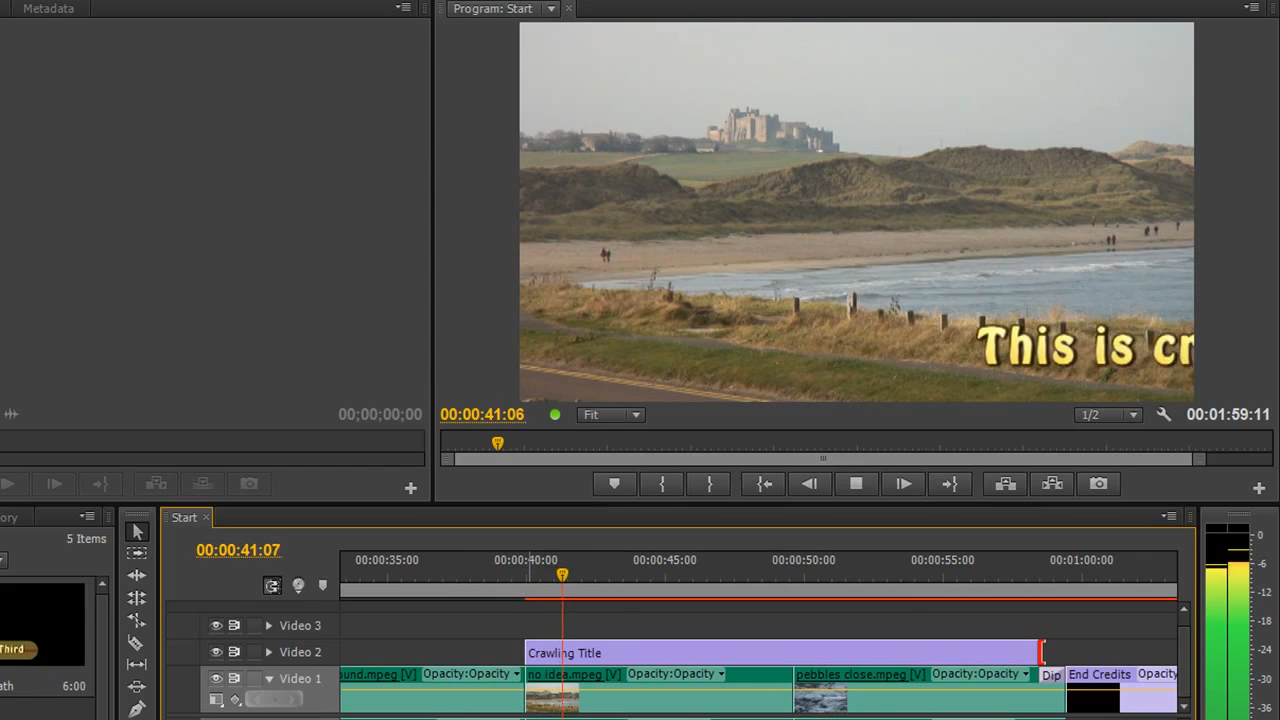 Metadata
Program: Start
This is cr
00;00;00;00
00:00:41:06
Fit
1/2
00:01:59:11
ory
Start
5 Items
00:00:41:07
00:00:35:00
00:00:40:00
00:00:45:00
00:00:50:00
00:00:55:00
00:01:00:00
0
-6
-12
-18
-24
-30
-36
Third
ath
6:00
Video 3
Video 2
Crawling Title
Video 1
ound.mpeg [V]
Opacity:Opacity
no idea.mpeg [V]
Opacity:Opacity
pebbles close.mpeg [V]
Opacity:Opacity
Dip
End Credits
Opacity